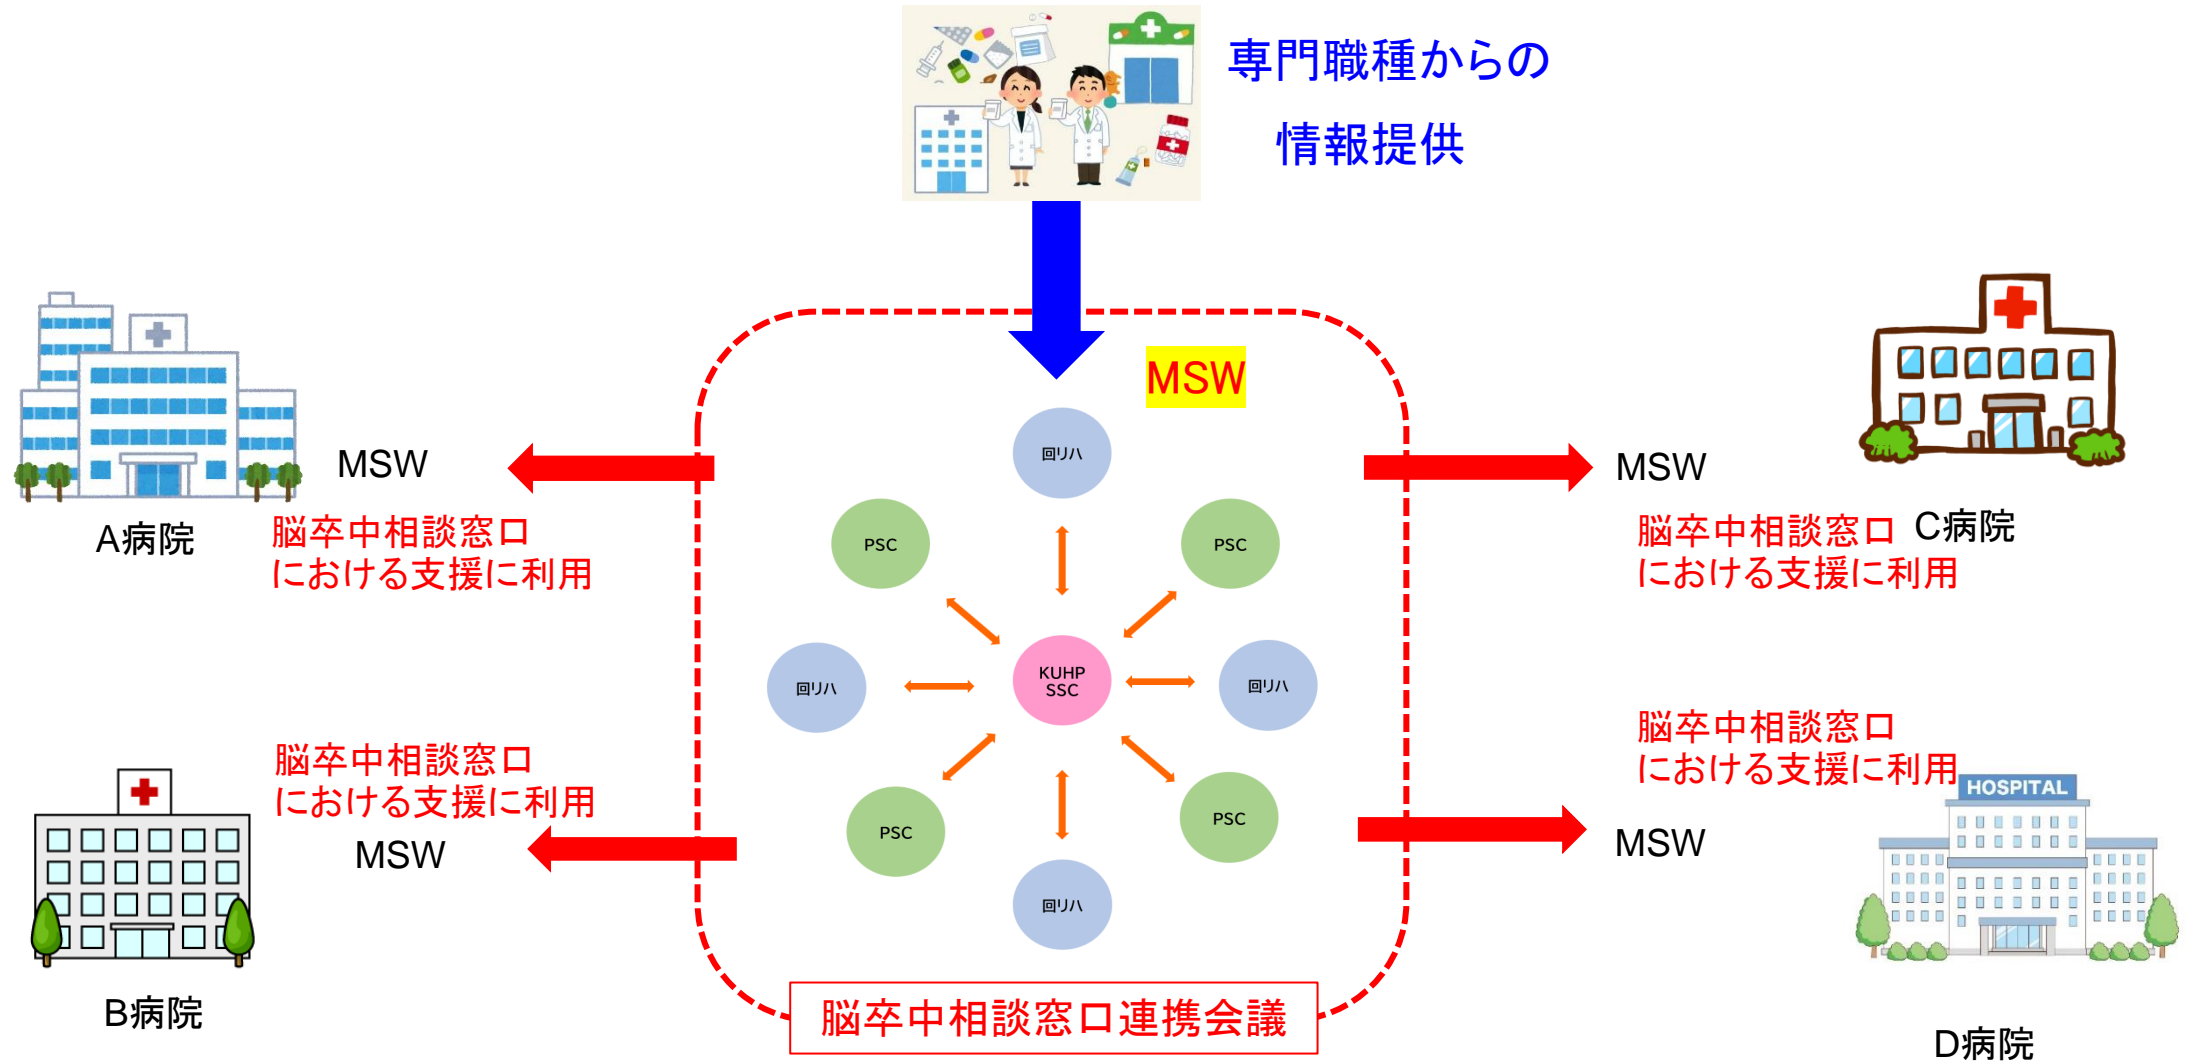 専門職種からの
情報提供
MSW
回リハ
PSC
PSC
回リハ
KUHP
SSC
回リハ
PSC
PSC
回リハ
脳卒中相談窓口連携会議
MSW
A病院
脳卒中相談窓口
における支援に利用
脳卒中相談窓口
における支援に利用
MSW
B病院
MSW
脳卒中相談窓口
における支援に利用
C病院
脳卒中相談窓口
における支援に利用
HOSPITAL
MSW
D病院